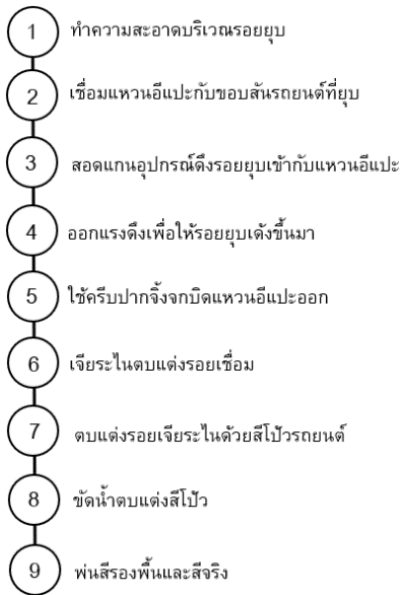 1 ทำความสะอาดบริเวณรอยยุบ
2 เชื่อมแหวนอีแปะกับขอบสันรถยนต์ที่ยุบ
3 สอดแกนอุปกรณ์ดึงรอยยุบเข้ากับแหวนอีแปะ
4 ออกแรงดึงเพื่อให้รอยยุบเด้งขึ้นมา
5 ใช้ครีบปากจิ้งจกบิดแหวนอีแปะออก
6 เจียระไนตบแต่งรอยเชื่อม
7 ตบแต่งรอยเจียระไนด้วยสีโป้วรถยนต์
8 ขัดน้ำตบแต่งสีโป้ว
9 พ่นสีรองพื้นและสีจริง